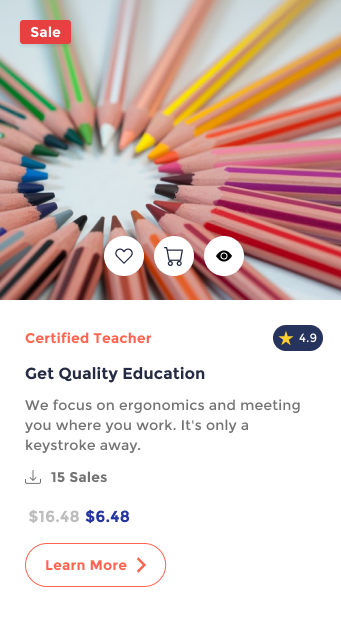 Sale
Certified Teacher
4.9
Get Quality Education
We focus on ergonomics and meeting
you where you work. It's only a
keystroke away.
15 Sales
$16.48 $6.48
Learn More